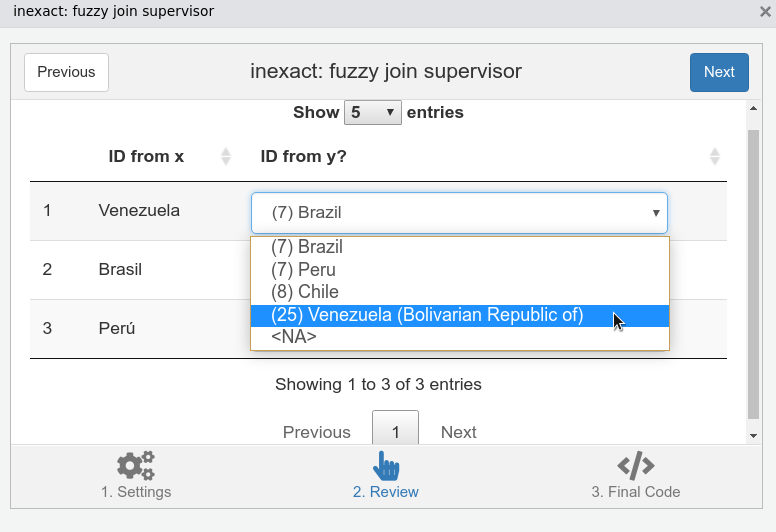 inexact: fuzzy join supervisor
Previous inexact: fuzzy join supervisor Next
Show 5 entries
ID from x ID from y?
1 Venezuela (7) Brazil
(7) Brazil
2 Brasil (7) Peru
(8) Chile
(25) Venezuela (Bolivarian Republic of)
3 Perú <NA>
Showing 1 to 3 of 3 entries
Previous 1 Next
1. Settings 2. Review 3. Final Code